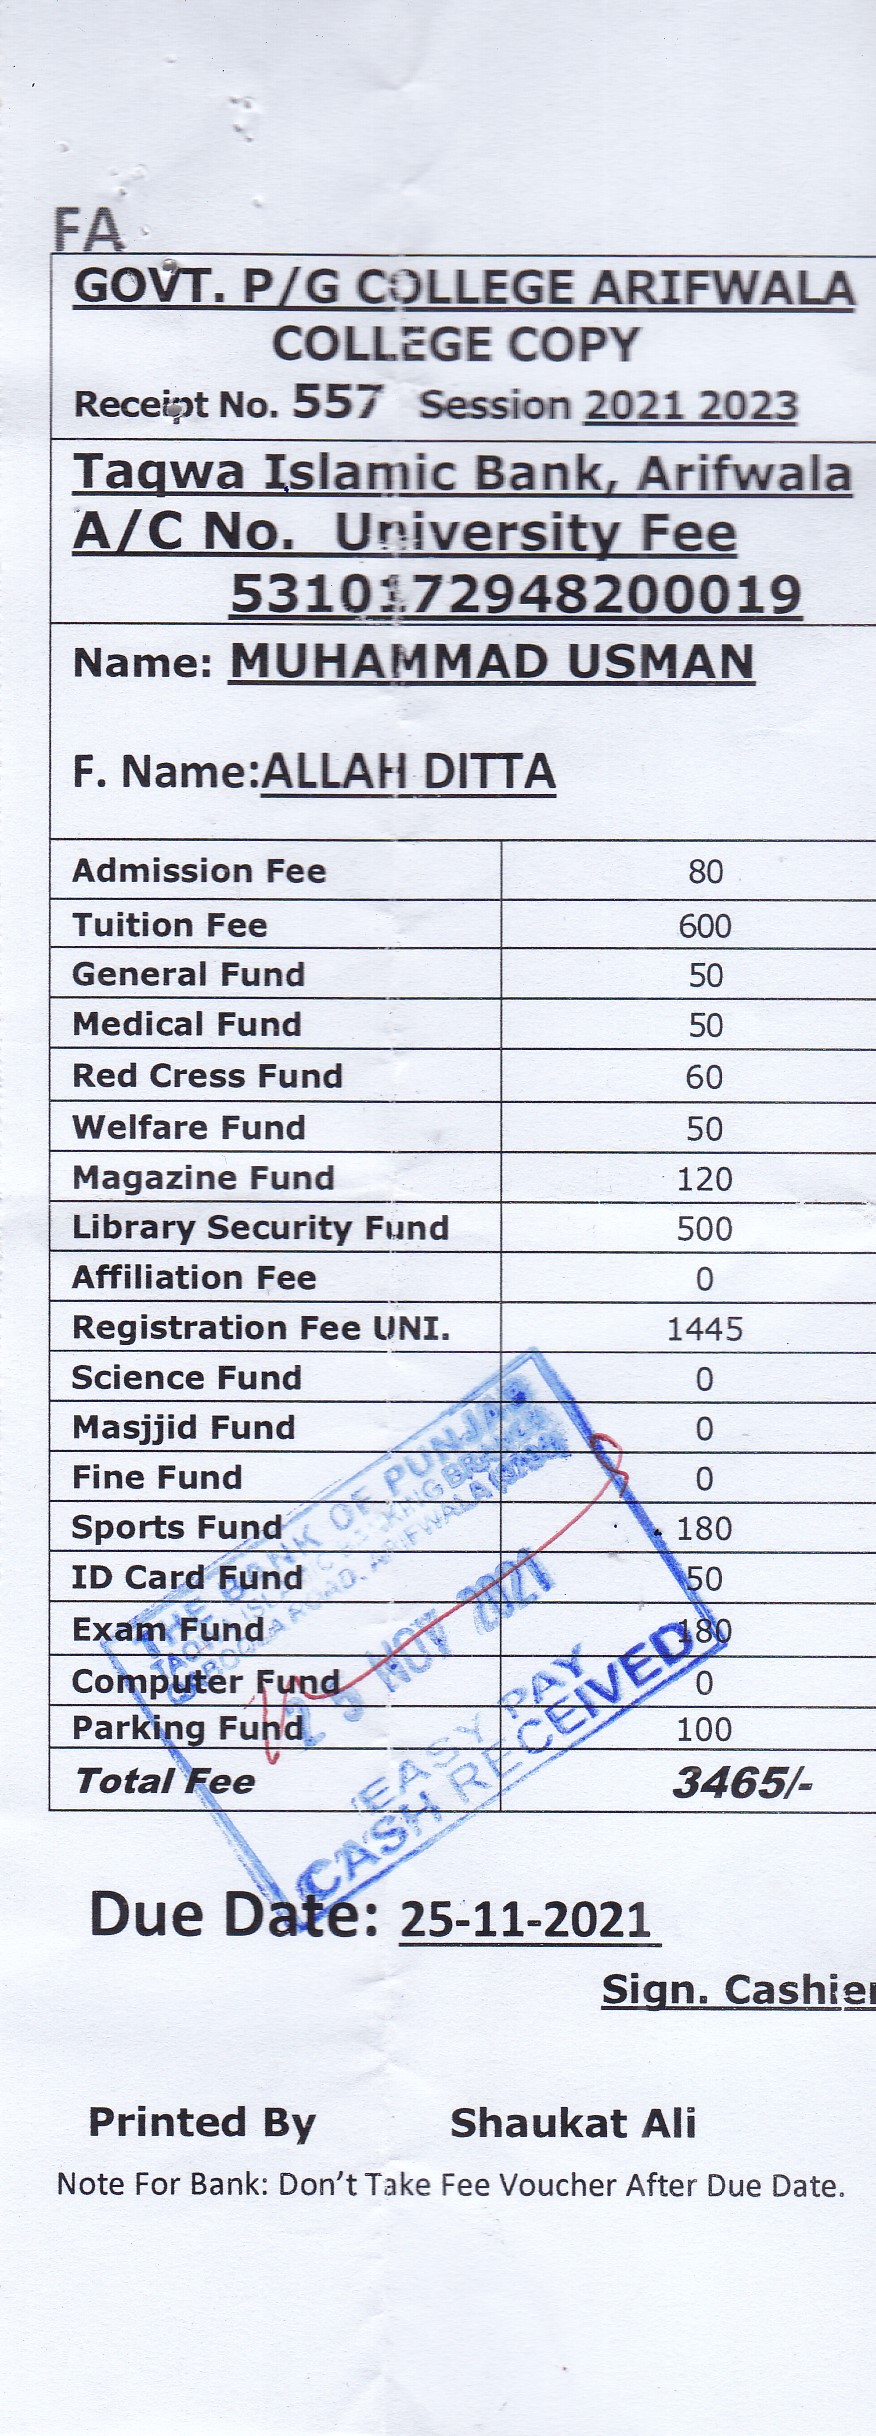 FA
GOVT. P/G COLLEGE ARIFWALA
COLLEGE COPY
Receipt No. 557 Session 2021 2023
Taqwa Islamic Bank, Arifwala
A/C No. University Fee
5310172948200019
Name: MUHAMMAD USMAN
F. Name:ALLAH DITTA
Admission Fee 80
Tuition Fee 600
General Fund 50
Medical Fund 50
Red Cress Fund 60
Welfare Fund 50
Magazine Fund 120
Library Security Fund 500
Affiliation Fee 0
Registration Fee UNI. 1445
Science Fund 0
Masjjid Fund 0
Fine Fund 0
Sports Fund 180
ID Card Fund 50
Exam Fund 180
Computer Fund 0
Parking Fund 100
Total Fee 3465/-
THE BANK OF PUNJAB
TAQWA ISLAMIC BANKING BRANCH
ROAD, ARIFWALA
25 NOV 2021
EASY PAY
CASH RECEIVED
Due Date: 25-11-2021
Sign. Cashier
Printed By Shaukat Ali
Note For Bank: Don't Take Fee Voucher After Due Date.